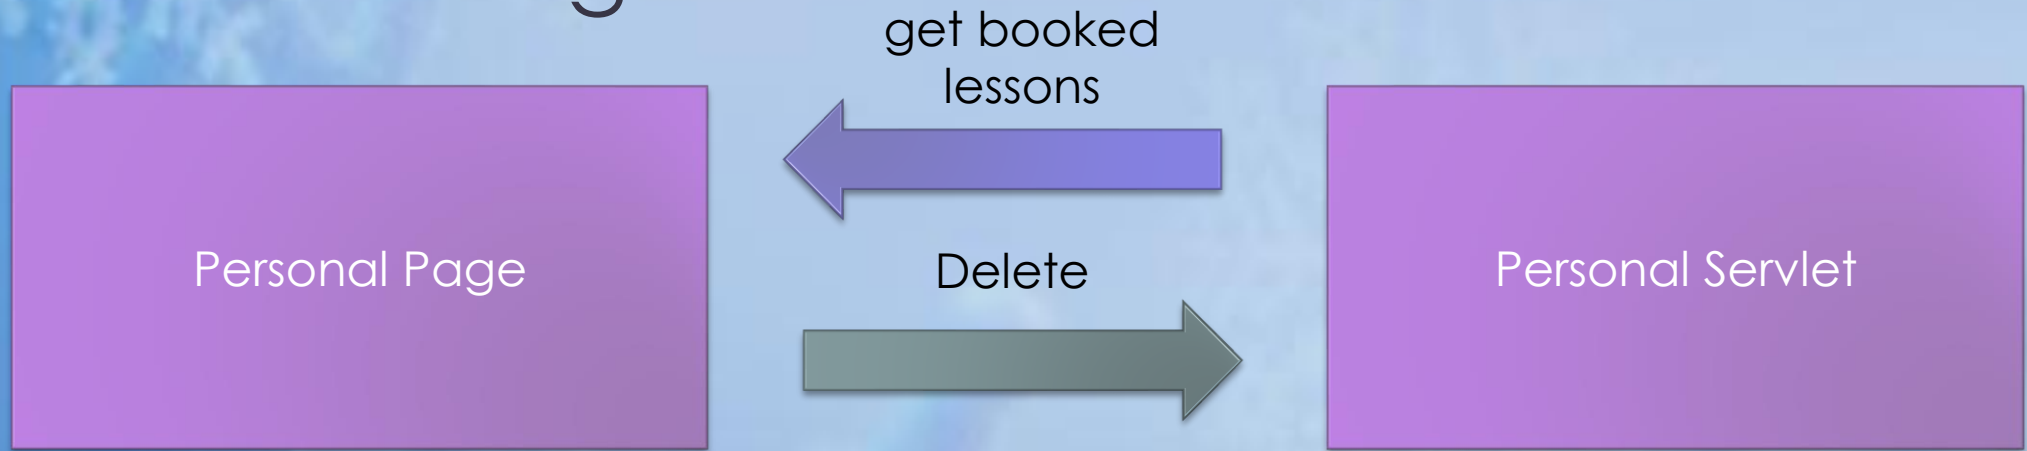 get booked
lessons
Personal Page
Delete
Personal Servlet